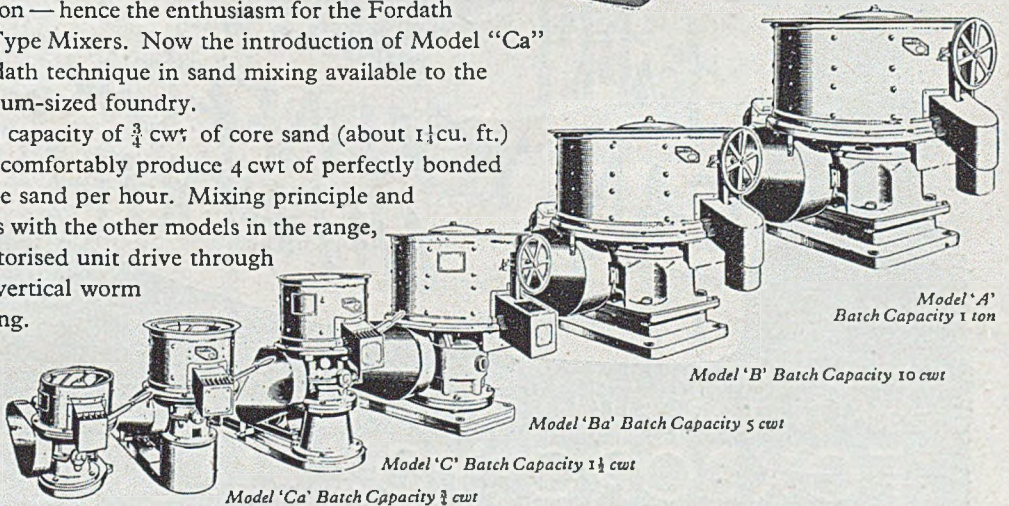 on — hence the enthusiasm for the Fordath
Type Mixers. Now the introduction of Model “Ca”
lath technique in sand mixing available to the
um-sized foundry.
capacity of ¾ cwt of core sand (about 1¼cu. ft.)
comfortably produce 4 cwt of perfectly bonded
e sand per hour. Mixing principle and
s with the other models in the range,
torised unit drive through
vertical worm
ng.
Model ‘A’
Batch Capacity 1 ton
Model ‘B’ Batch Capacity 10 cwt
Model ‘Ba’ Batch Capacity 5 cwt
Model ‘C’ Batch Capacity 1½ cwt
Model ‘Ca’ Batch Capacity ¾ cwt